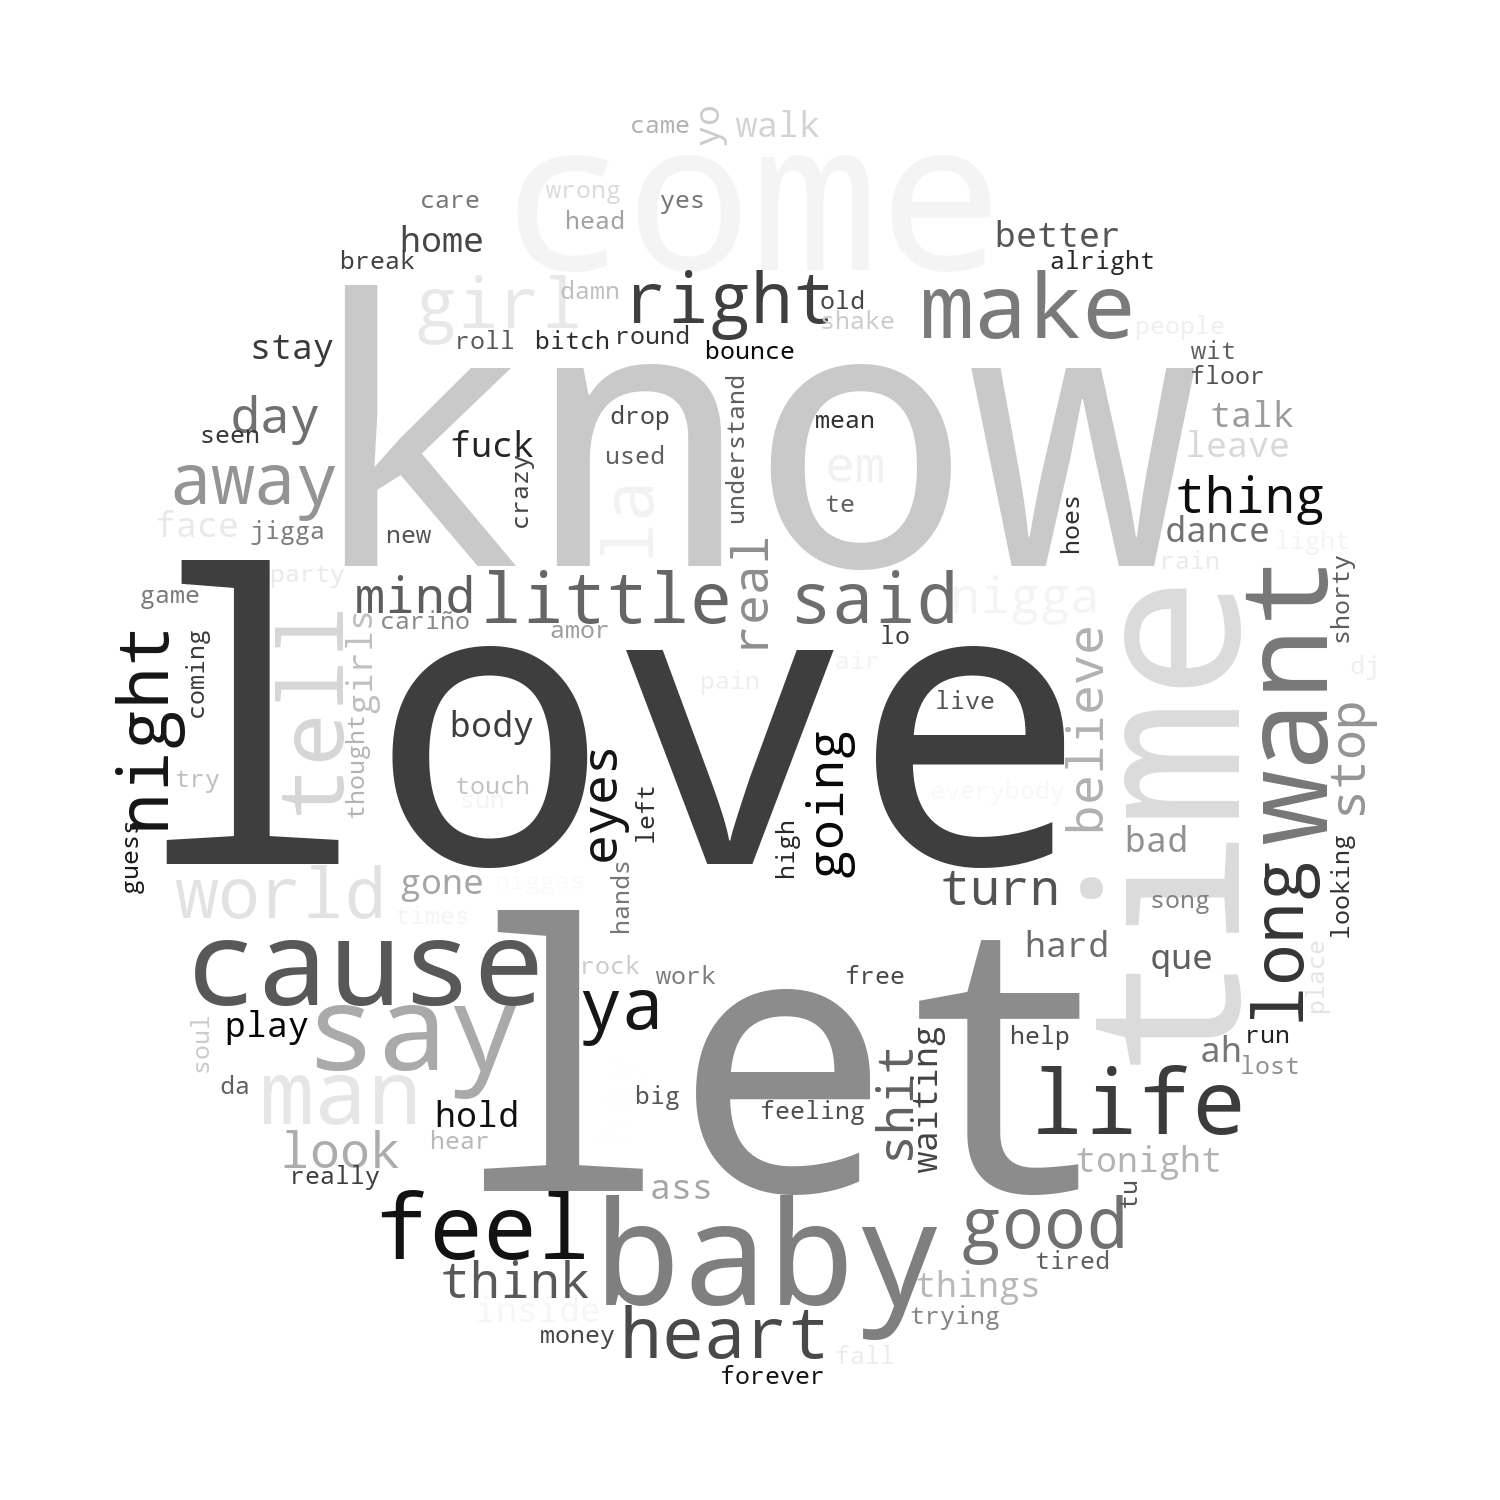 came
yo
walk
come
care
wrong
yes
head
home
better
break
alright
girl
damn
right
old
make
shake
people
stay
roll
bitch
round
bounce
wit
floor
know
day
seen
fuck
drop
mean
talk
leave
used
understand
em
away
crazy
la
te
thing
hoes
face
jigga
new
dance
light
rain
party
mind
little
real
said
nigga
game
cariño
amor
lo
shorty
want
time
believe
night
coming
tell
girls
thought
love
pain
air
live
dj
body
stop
try
touch
sun
eyes
left
going
everybody
guess
high
bad
looking
world
gone
niggas
hands
turn
song
long
times
cause
rock
work
free
hard
que
place
say
ya
let
soul
play
help
run
ah
lost
man
da
big
feeling
shit
waiting
life
hold
look
hear
really
tonight
ass
tu
feel
baby
good
think
tired
things
inside
trying
money
heart
fall
forever